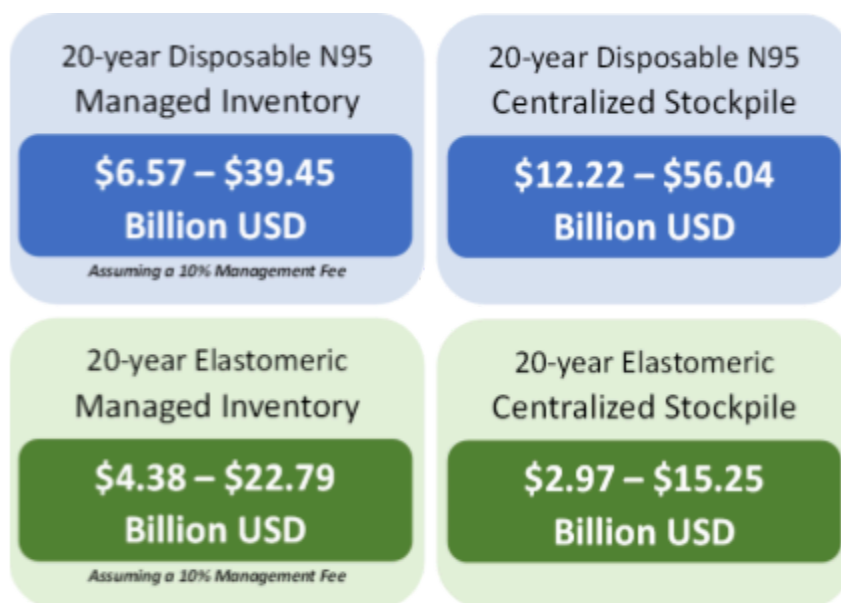 20-year Disposable N95
Managed Inventory
$6.57 – $39.45
Billion USD
Assuming a 10% Management Fee
20-year Disposable N95
Centralized Stockpile
$12.22 – $56.04
Billion USD
20-year Elastomeric
Managed Inventory
$4.38 – $22.79
Billion USD
Assuming a 10% Management Fee
20-year Elastomeric
Centralized Stockpile
$2.97 – $15.25
Billion USD